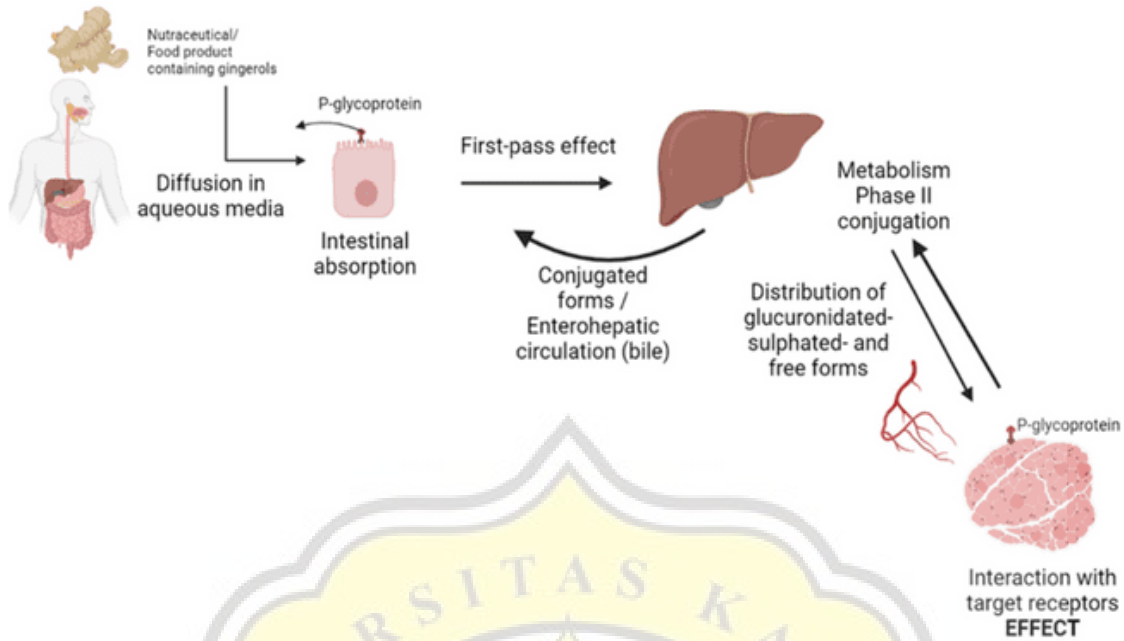 Nutraceutical/
Food product
containing gingerols
P-glycoprotein
Diffusion in
aqueous media
Intestinal
absorption
First-pass effect
Conjugated
forms /
Enterohepatic
circulation (bile)
Metabolism
Phase II
conjugation
Distribution of
glucuronidated-
sulphated- and
free forms
P-glycoprotein
Interaction with
target receptors
EFFECT
RSITAS KA